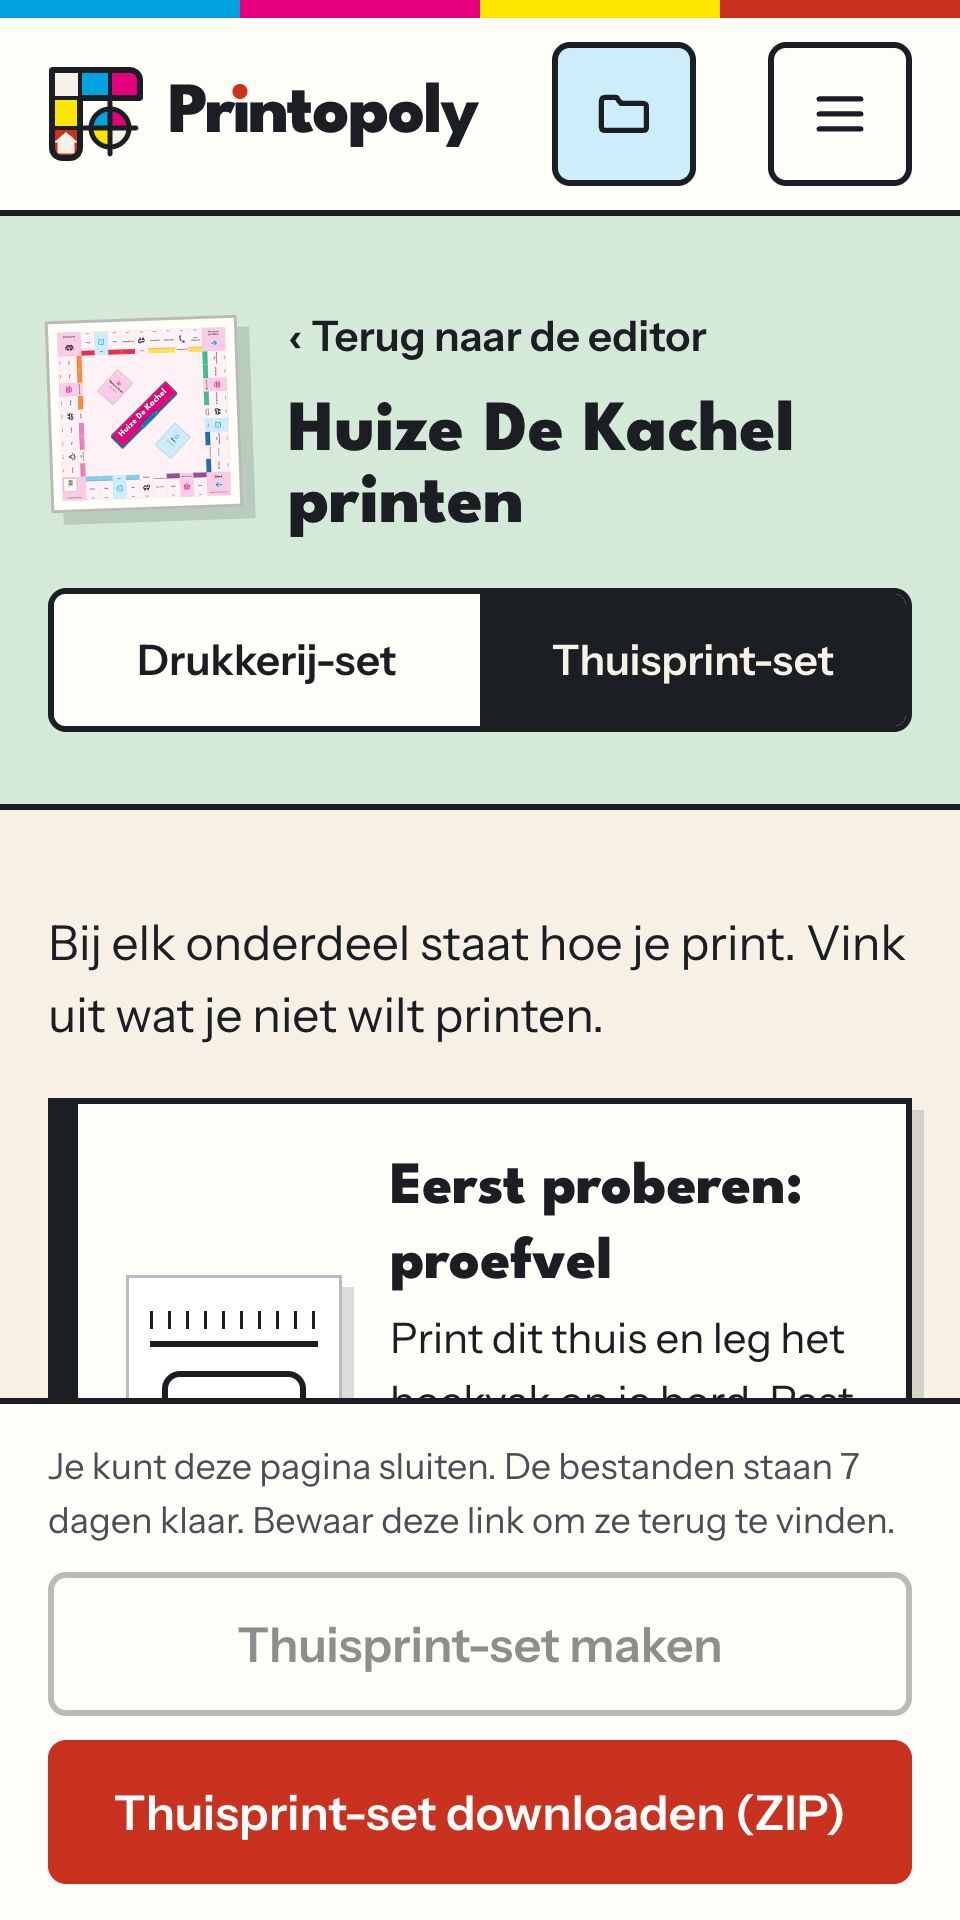 Printopoly
‹ Terug naar de editor
Huize De Kachel
Huize De Kachel
printen
Drukkerij-set
Thuisprint-set
Bij elk onderdeel staat hoe je print. Vink
uit wat je niet wilt printen.
Eerst proberen:
proefvel
Print dit thuis en leg het
Je kunt deze pagina sluiten. De bestanden staan 7
dagen klaar. Bewaar deze link om ze terug te vinden.
Thuisprint-set maken
Thuisprint-set downloaden (ZIP)